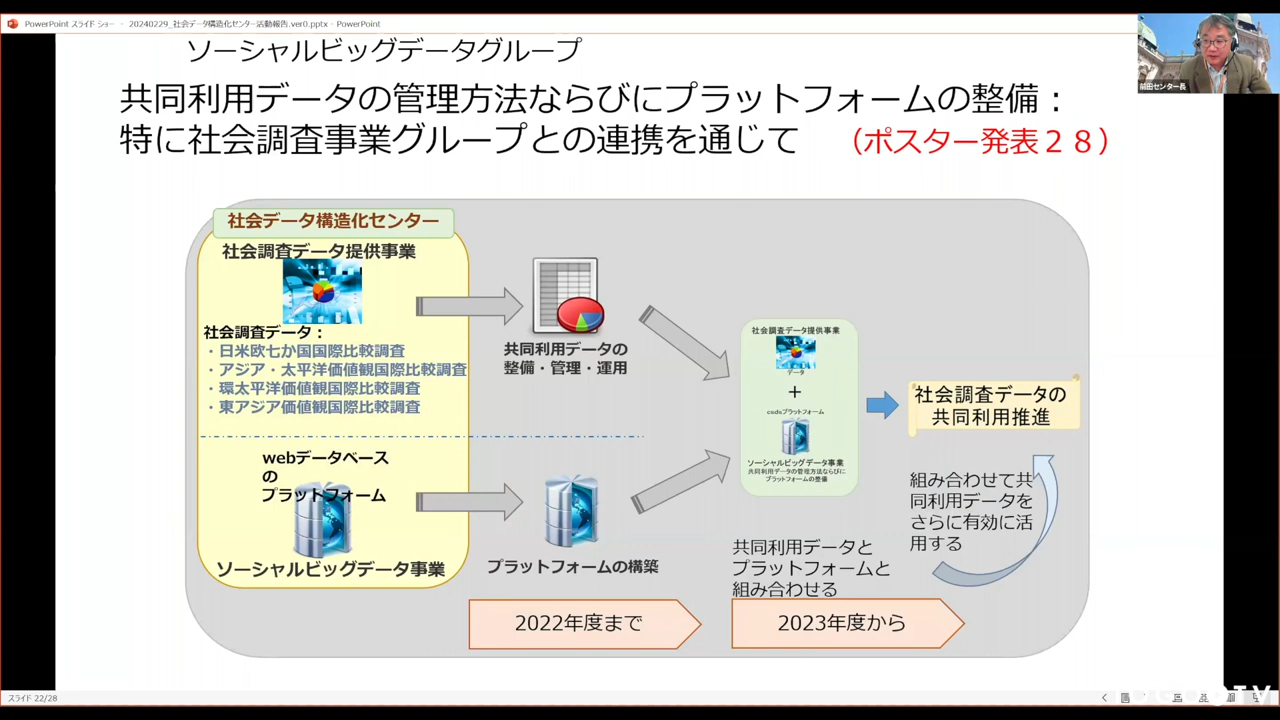 PowerPoint スライド ショー - 20240229_社会データ構造化センター活動報告.ver0.pptx - PowerPoint
前田センター長
ソーシャルビッグデータグループ
共同利用データの管理方法ならびにプラットフォームの整備：
特に社会調査事業グループとの連携を通じて （ポスター発表２８）
社会データ構造化センター
社会調査データ提供事業
社会調査データ：
・日米欧七か国国際比較調査
・アジア・太平洋価値観国際比較調査
・環太平洋価値観国際比較調査
・東アジア価値観国際比較調査
webデータベース
の
プラットフォーム
ソーシャルビッグデータ事業
共同利用データの
整備・管理・運用
プラットフォームの構築
2022年度まで
社会調査データ提供事業
データ
+
csdsプラットフォーム
ソーシャルビッグデータ事業
共同利用データの管理方法ならびに
プラットフォームの整備
共同利用データと
プラットフォームと
組み合わせる
2023年度から
社会調査データの
共同利用推進
組み合わせて共
同利用データを
さらに有効に活
用する
スライド 22/28